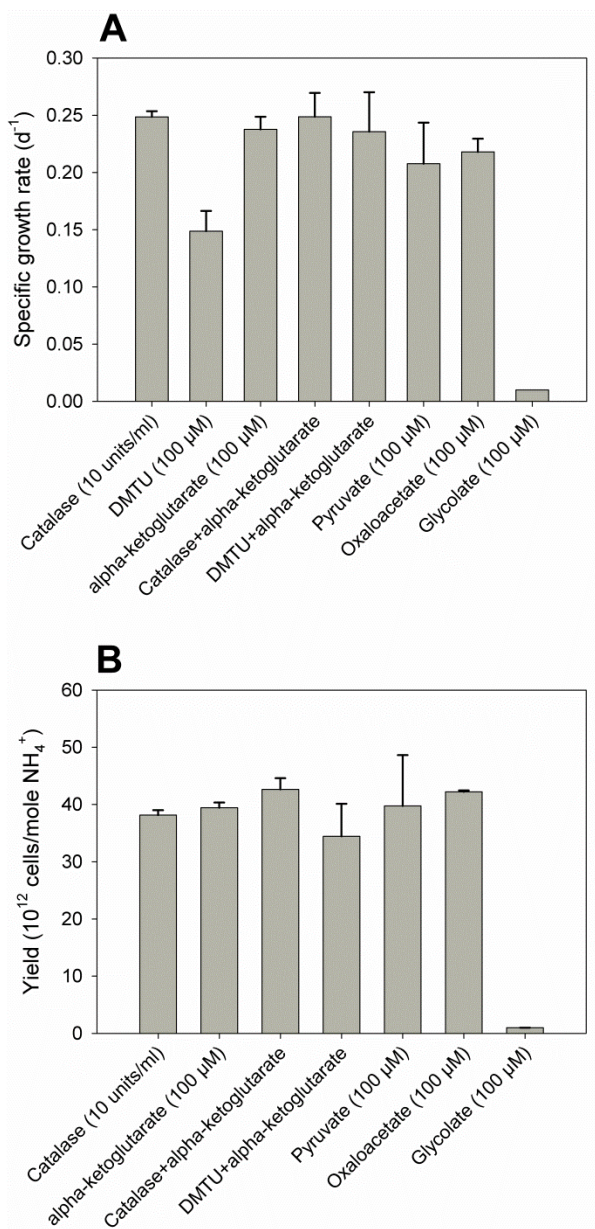 A
Specific growth rate (d⁻¹)
0.30
0.25
0.20
0.15
0.10
0.05
0.00
Catalase (10 units/ml)
DMTU (100 µM)
alpha-ketoglutarate (100 µM)
Catalase+alpha-ketoglutarate
DMTU+alpha-ketoglutarate
Pyruvate (100 µM)
Oxaloacetate (100 µM)
Glycolate (100 µM)
B
Yield (10¹² cells/mole NH₄⁺)
60
50
40
30
20
10
0
Catalase (10 units/ml)
alpha-ketoglutarate (100 µM)
Catalase+alpha-ketoglutarate
DMTU+alpha-ketoglutarate
Pyruvate (100 µM)
Oxaloacetate (100 µM)
Glycolate (100 µM)